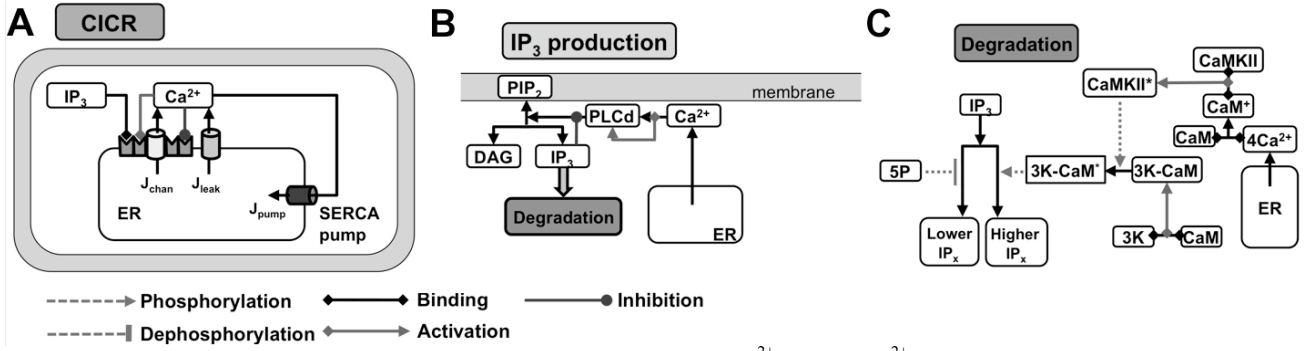 A
CICR
IP3
Ca2+
Jchan
Jleak
Jpump
ER
SERCA
pump
B
IP3 production
PIP2
membrane
PLCd
Ca2+
DAG
IP3
Degradation
ER
C
Degradation
CaMKII
CaMKII*
IP3
CaM+
CaM
4Ca2+
5P
3K-CaM*
3K-CaM
ER
Lower
IPx
Higher
IPx
3K
CaM
Phosphorylation
Binding
Inhibition
Dephosphorylation
Activation
2+
2+